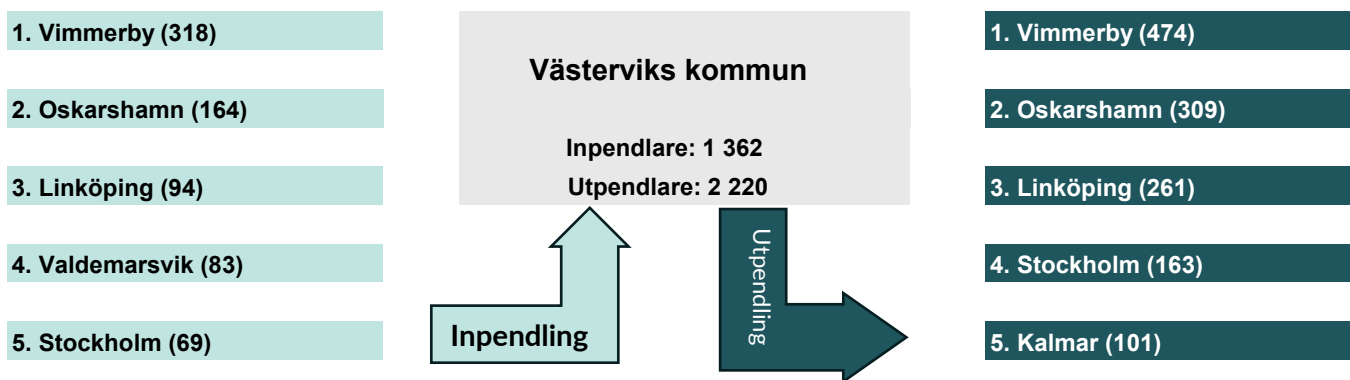 1. Vimmerby (318)
2. Oskarshamn (164)
3. Linköping (94)
4. Valdemarsvik (83)
5. Stockholm (69)
Västerviks kommun
Inpendlare: 1 362
Utpendlare: 2 220
Inpendling
Utpendling
1. Vimmerby (474)
2. Oskarshamn (309)
3. Linköping (261)
4. Stockholm (163)
5. Kalmar (101)